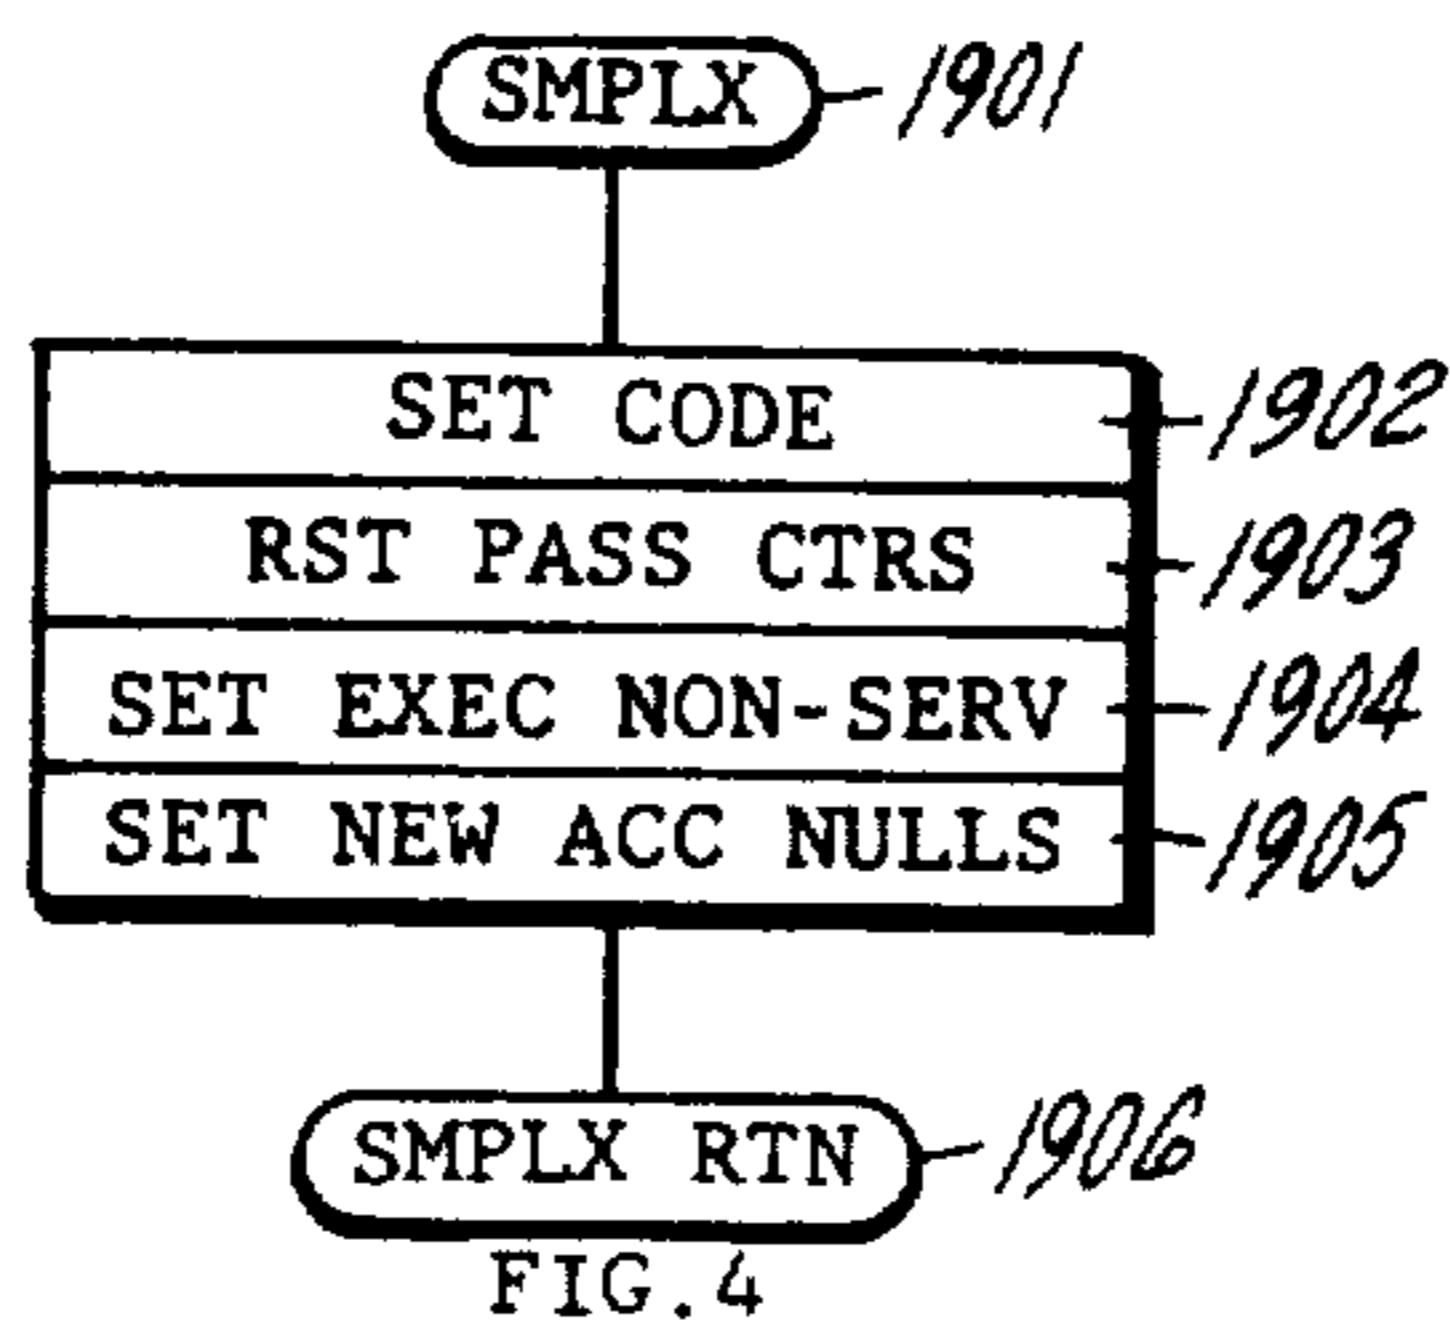 SMPLX 1901
SET CODE 1902
RST PASS CTRS 1903
SET EXEC NON-SERV 1904
SET NEW ACC NULLS 1905
SMPLX RTN 1906
FIG.4